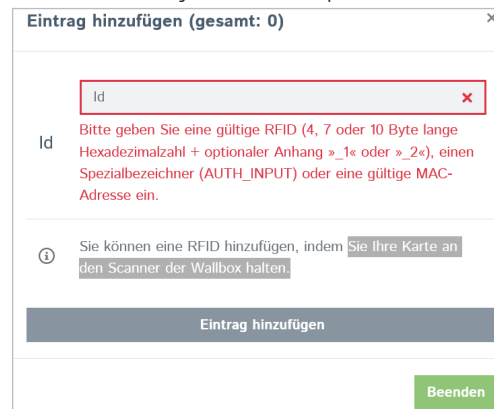 Eintrag hinzufügen (gesamt: 0)
×
Id
Id
Bitte geben Sie eine gültige RFID (4, 7 oder 10 Byte lange
Hexadezimalzahl + optionaler Anhang »_1« oder »_2«), einen
Spezialbezeichner (AUTH_INPUT) oder eine gültige MAC-
Adresse ein.
Sie können eine RFID hinzufügen, indem Sie Ihre Karte an
den Scanner der Wallbox halten.
Eintrag hinzufügen
Beenden